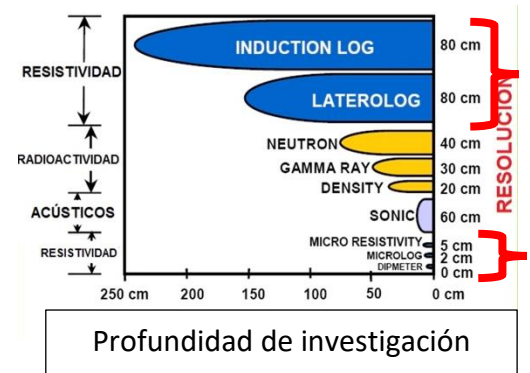 INDUCTION LOG
80 cm
RESISTIVIDAD
LATEROLOG
80 cm
NEUTRON
40 cm
RADIOACTIVIDAD
GAMMA RAY
30 cm
DENSITY
20 cm
ACÚSTICOS
SONIC
60 cm
RESISTIVIDAD
MICRO RESISTIVITY
5 cm
MICROLOG
2 cm
DIPMETER
0 cm
RESOLUCION
250 cm 200 150 100 50 0 cm
Profundidad de investigación